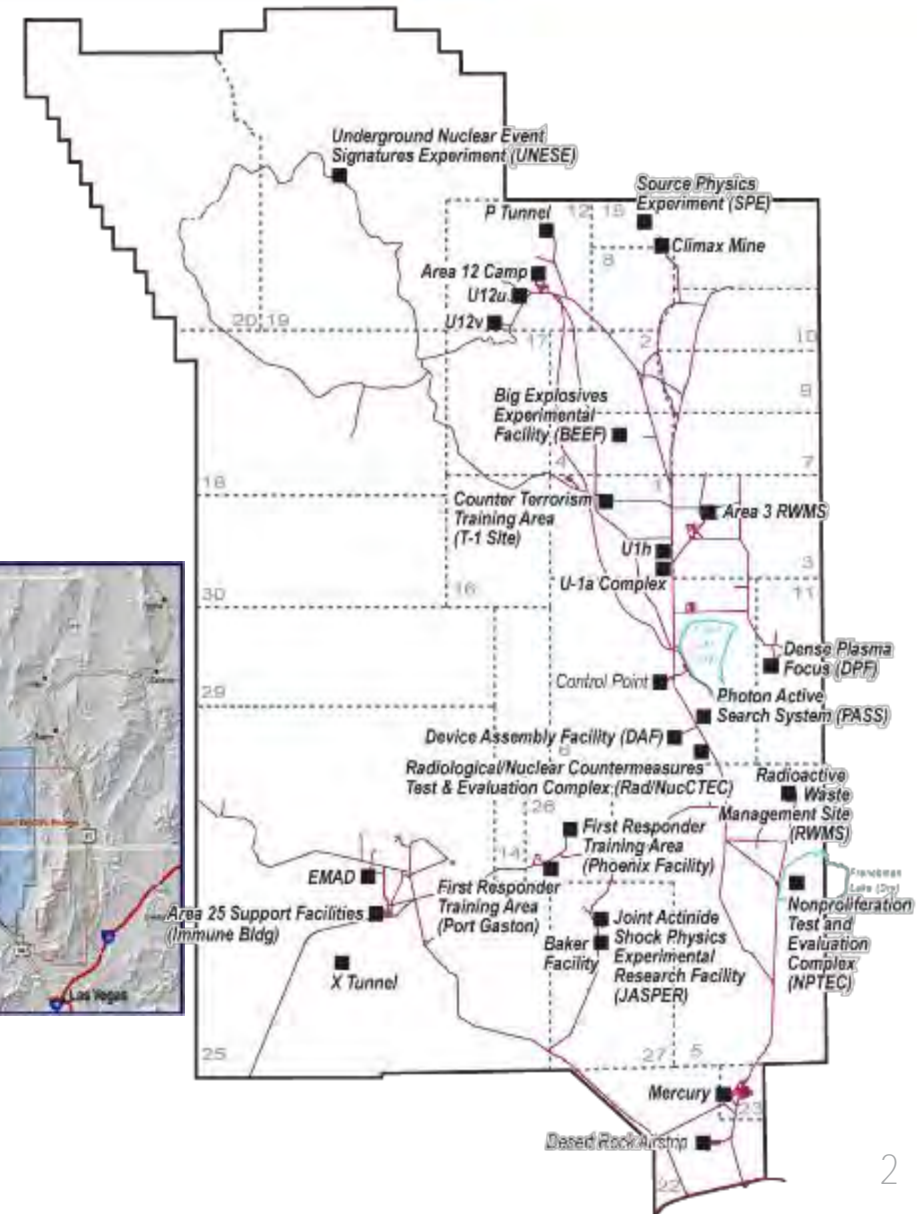 Underground Nuclear Event
Signatures Experiment (UNESE)
Source Physics
Experiment (SPE)
P Tunnel
12
15
8
Climax Mine
Area 12 Camp
U12u
U12v
20
19
17
2
10
9
Big Explosives
Experimental
Facility (BEEF)
7
4
1
18
Counter Terrorism
Training Area
(T-1 Site)
Area 3 RWMS
U1h
U-1a Complex
3
11
30
16
Dense Plasma
Focus (DPF)
Control Point
Photon Active
Search System (PASS)
29
Device Assembly Facility (DAF)
6
Radiological/Nuclear Countermeasures
Test & Evaluation Complex (Rad/NucCTEC)
Radioactive
Waste
Management Site
(RWMS)
26
14
First Responder
Training Area
(Phoenix Facility)
EMAD
First Responder
Training Area
(Port Gaston)
Area 25 Support Facilities
(Immune Bldg)
Frenchman
Lake (Dry)
Nonproliferation
Test and
Evaluation
Complex
(NPTEC)
Joint Actinide
Shock Physics
Experimental
Research Facility
(JASPER)
Baker
Facility
X Tunnel
Las Vegas
25
27
5
Mercury
23
Desert Rock Airstrip
22
2